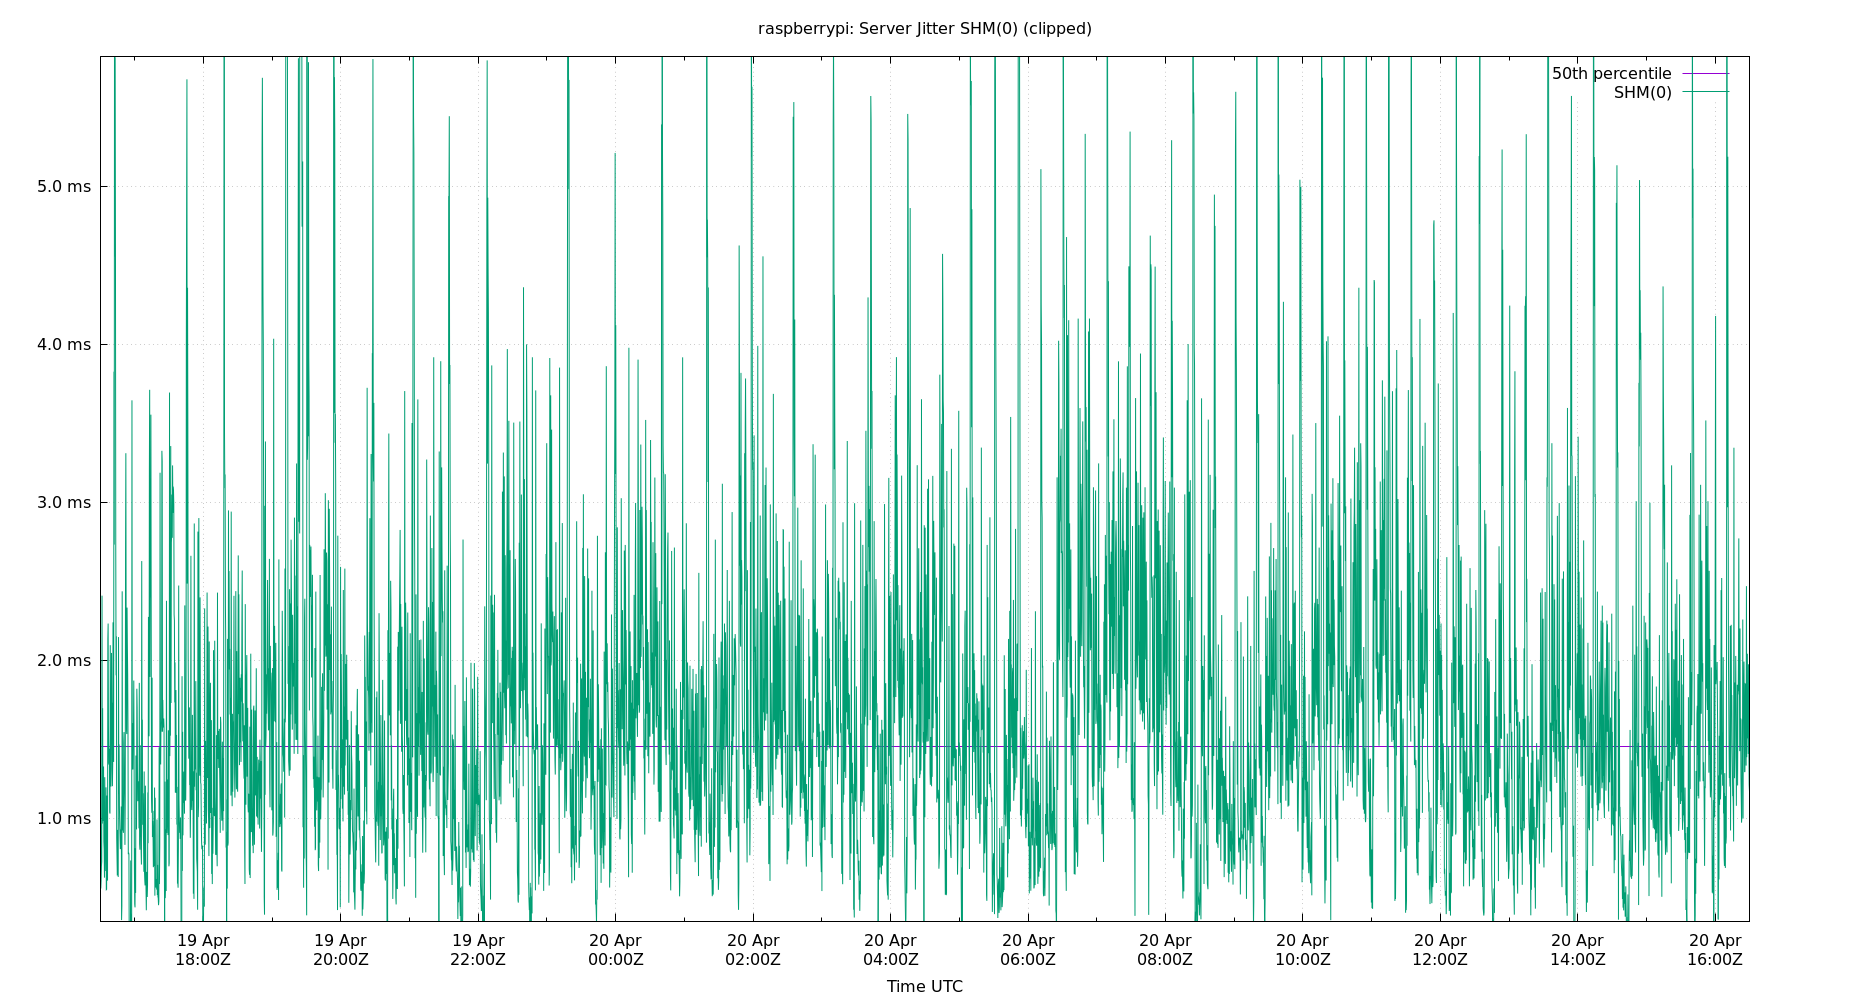 raspberrypi: Server Jitter SHM(0) (clipped)
50th percentile
SHM(0)
5.0 ms
4.0 ms
3.0 ms
2.0 ms
1.0 ms
19 Apr 19 Apr 19 Apr 20 Apr 20 Apr 20 Apr 20 Apr 20 Apr 20 Apr 20 Apr 20 Apr 20 Apr
18:00Z 20:00Z 22:00Z 00:00Z 02:00Z 04:00Z 06:00Z 08:00Z 10:00Z 12:00Z 14:00Z 16:00Z
Time UTC